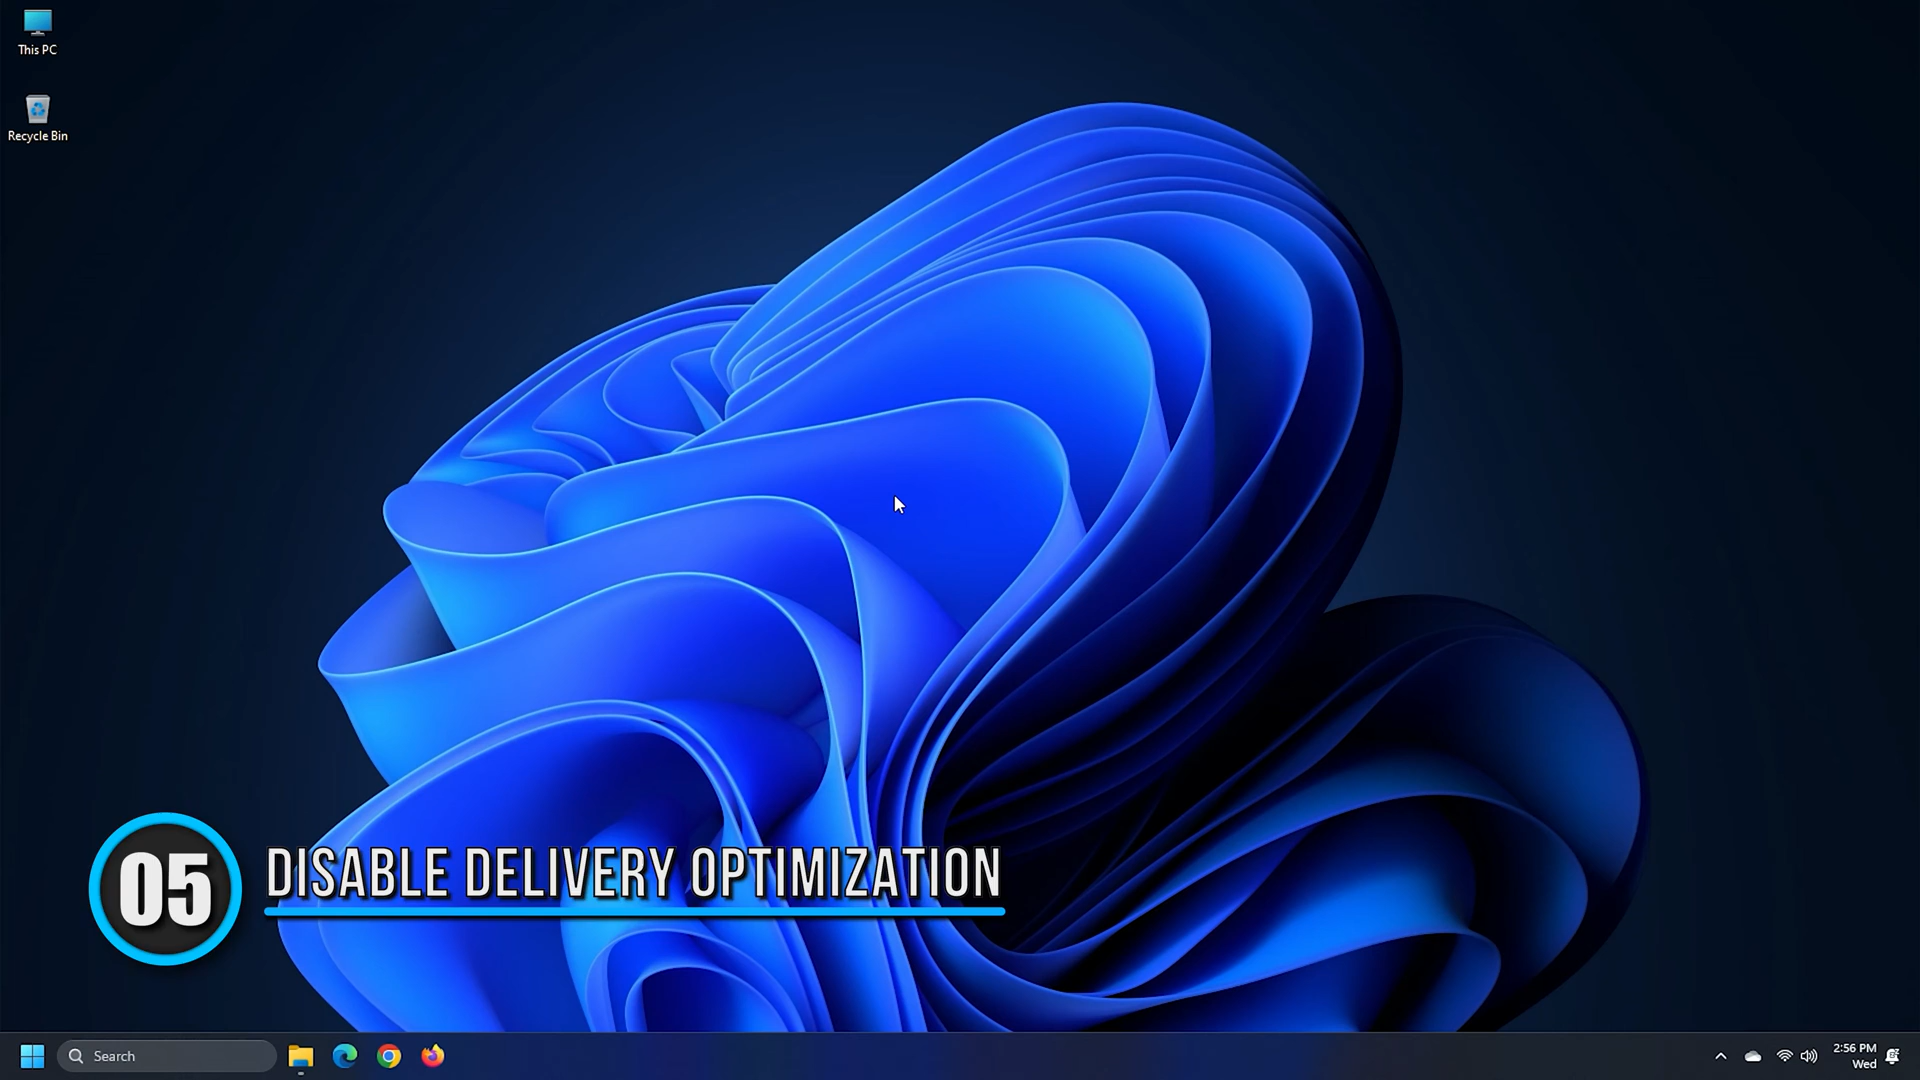 This PC
Recycle Bin
05
DISABLE DELIVERY OPTIMIZATION
Search
2:56 PM
Wed